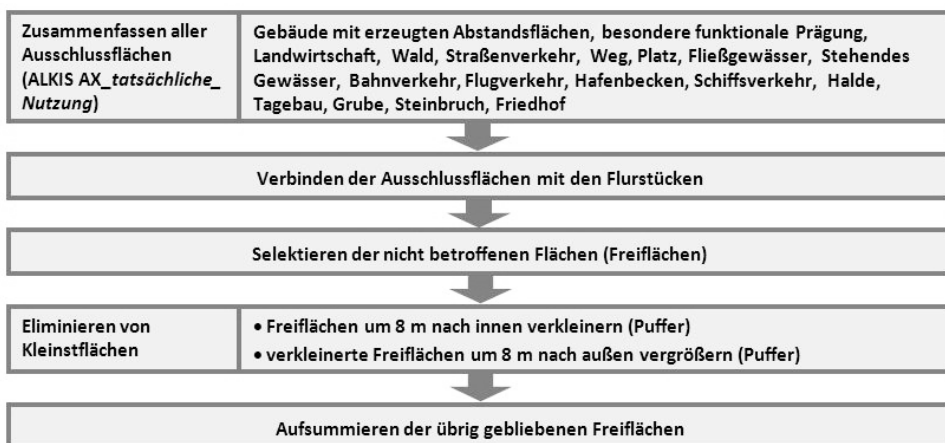 Zusammenfassen aller
Ausschlussflächen
(ALKIS AX_tatsächliche_
Nutzung)
Gebäude mit erzeugten Abstandsflächen, besondere funktionale Prägung,
Landwirtschaft, Wald, Straßenverkehr, Weg, Platz, Fließgewässer, Stehendes
Gewässer, Bahnverkehr, Flugverkehr, Hafenbecken, Schiffsverkehr, Halde,
Tagebau, Grube, Steinbruch, Friedhof
Verbinden der Ausschlussflächen mit den Flurstücken
Selektieren der nicht betroffenen Flächen (Freiflächen)
Eliminieren von
Kleinstflächen
• Freiflächen um 8 m nach innen verkleinern (Puffer)
• verkleinerte Freiflächen um 8 m nach außen vergrößern (Puffer)
Aufsummieren der übrig gebliebenen Freiflächen